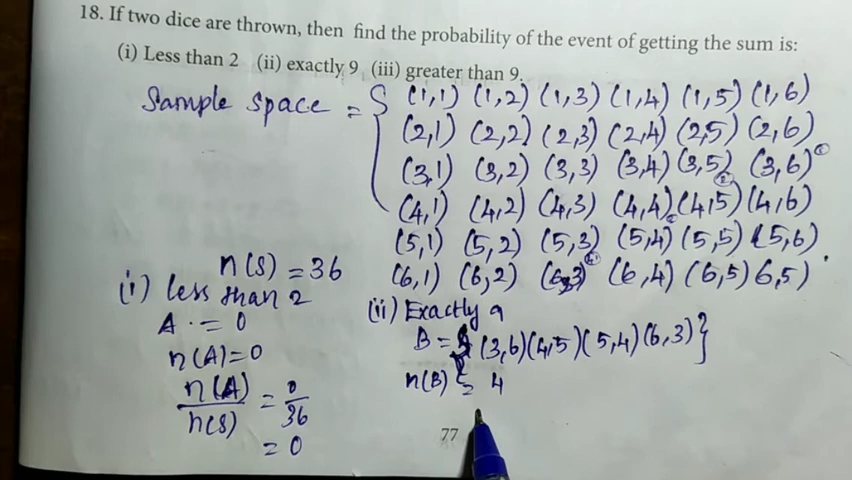 18. If two dice are thrown, then find the probability of the event of getting the sum is:
(i) Less than 2 (ii) exactly 9 (iii) greater than 9.
Sample space = { (1,1) (1,2) (1,3) (1,4) (1,5) (1,6)
(2,1) (2,2) (2,3) (2,4) (2,5) (2,6)
(3,1) (3,2) (3,3) (3,4) (3,5) (3,6)
(4,1) (4,2) (4,3) (4,4) (4,5) (4,6)
(5,1) (5,2) (5,3) (5,4) (5,5) (5,6)
(6,1) (6,2) (6,3) (6,4) (6,5) 6,5)
n(S) = 36
(i) less than 2
A = 0
n(A) = 0
n(A)/n(S) = 0/36
= 0
(ii) Exactly 9
B = { (3,6) (4,5) (5,4) (6,3) }
n(B) = 4
77